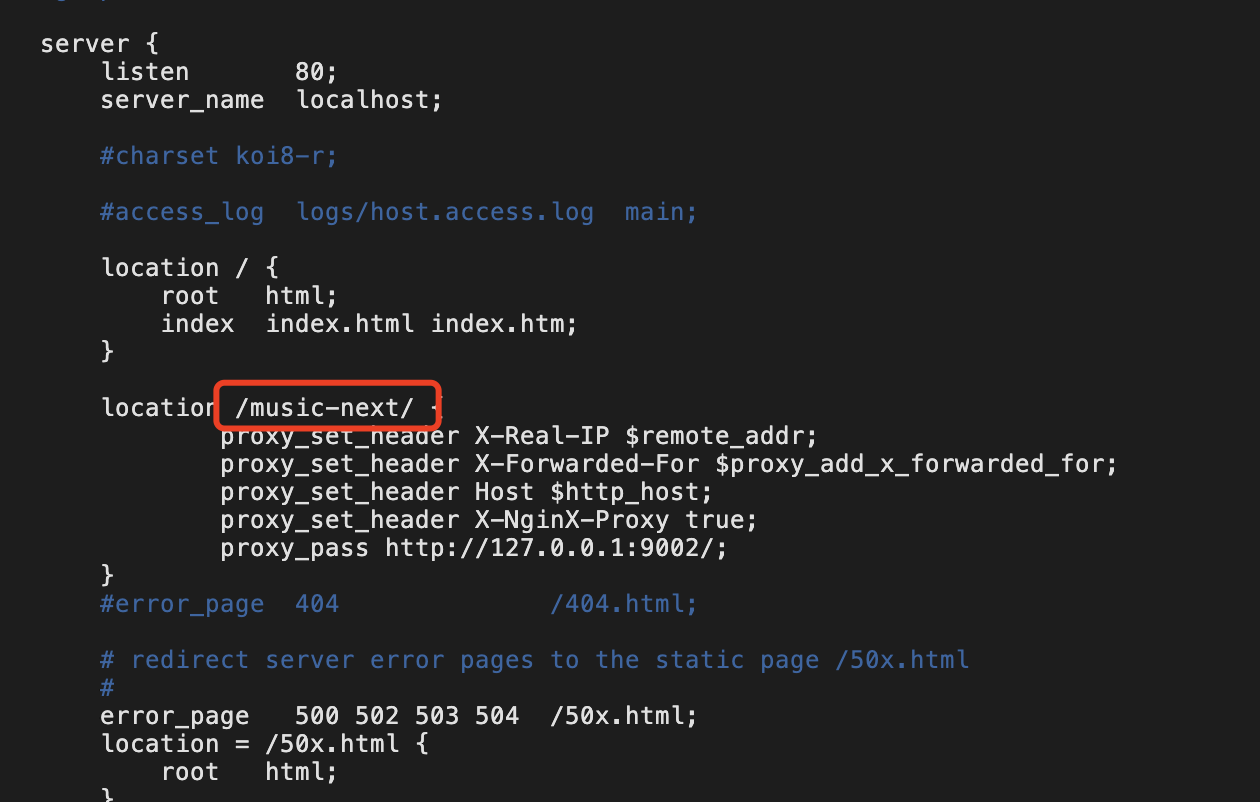 server {
listen 80;
server_name localhost;
#charset koi8-r;
#access_log logs/host.access.log main;
location / {
root html;
index index.html index.htm;
}
location /music-next/ {
proxy_set_header X-Real-IP $remote_addr;
proxy_set_header X-Forwarded-For $proxy_add_x_forwarded_for;
proxy_set_header Host $http_host;
proxy_set_header X-NginX-Proxy true;
proxy_pass http://127.0.0.1:9002/;
}
#error_page 404 /404.html;
# redirect server error pages to the static page /50x.html
#
error_page 500 502 503 504 /50x.html;
location = /50x.html {
root html;
}